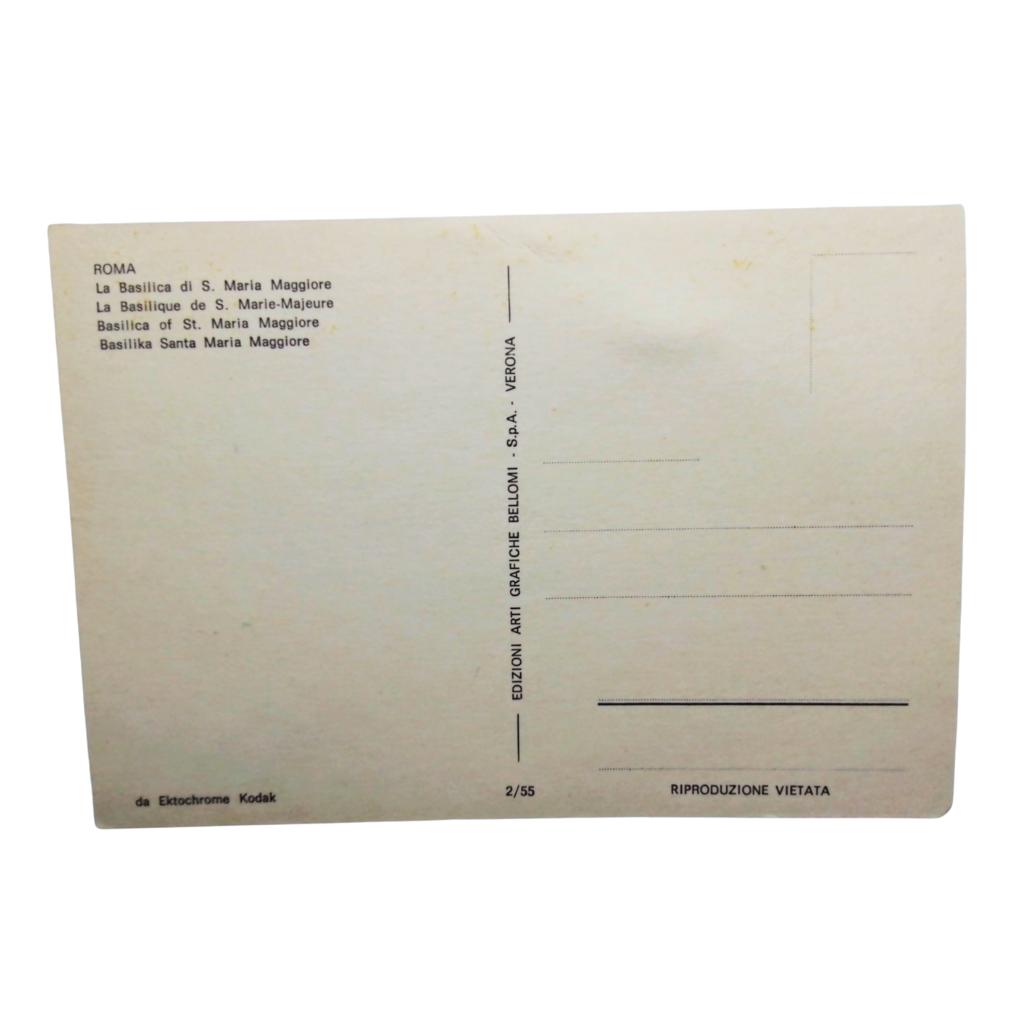 ROMA
La Basilica di S. Maria Maggiore
La Basilique de S. Marie-Majeure
Basilica of St. Maria Maggiore
Basilika Santa Maria Maggiore
da Ektochrome Kodak
EDIZIONI ARTI GRAFICHE BELLOMI - S.p.A. - VERONA
2/55
RIPRODUZIONE VIETATA